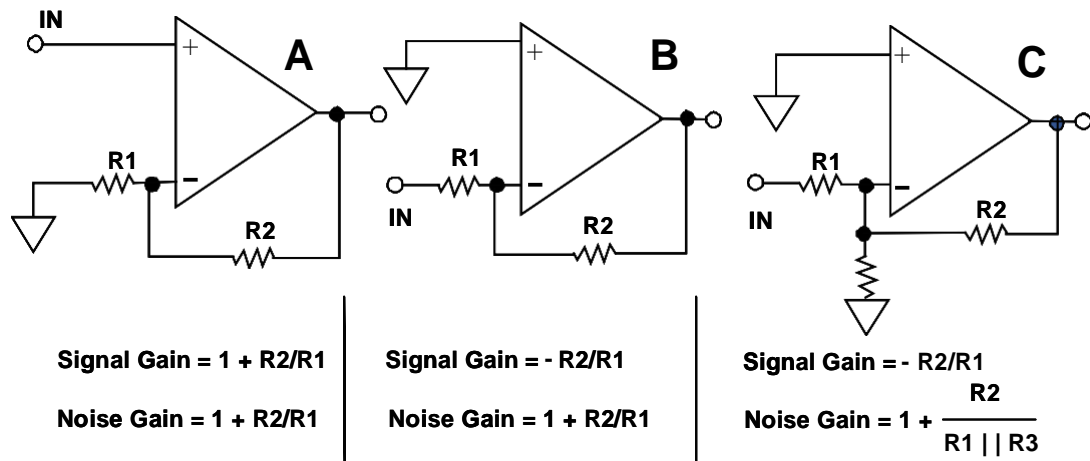 IN
+
A
R1
-
R2
Signal Gain = 1 + R2/R1
Noise Gain = 1 + R2/R1
+
B
R1
-
IN
R2
Signal Gain = - R2/R1
Noise Gain = 1 + R2/R1
+
C
R1
-
IN
R2
Signal Gain = - R2/R1
Noise Gain = 1 + R2
R1 || R3